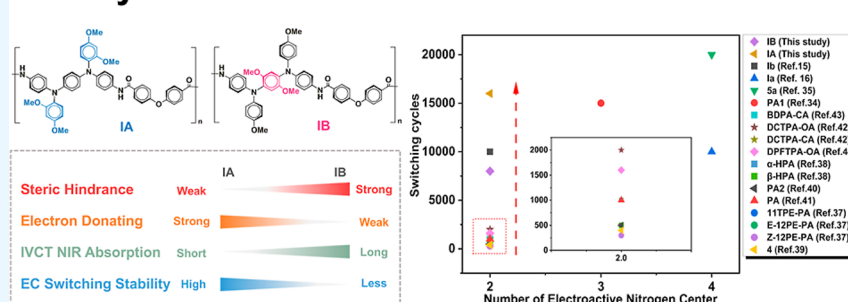 OMe
OMe
MeO
OMe
IA
OMe
MeO
OMe
OMe
IB
IA
IB
Steric Hindrance
Weak
Strong
Electron Donating
Strong
Weak
IVCT NIR Absorption
Short
Long
EC Switching Stability
High
Less
Switching cycles
20000
15000
10000
5000
0
2000
1500
1000
500
0
2.0
2
3
4
Number of Electroactive Nitrogen Center
IB (This study)
IA (This study)
Ib (Ref.15)
Ia (Ref. 16)
5a (Ref. 35)
PA1 (Ref.34)
BDPA-CA (Ref.43)
DCTPA-OA (Ref.42
DCTPA-CA (Ref.42
DPFTPA-OA (Ref.4
α-HPA (Ref.38)
β-HPA (Ref.38)
PA2 (Ref.40)
PA (Ref.41)
11TPE-PA (Ref.37)
E-12PE-PA (Ref.37)
Z-12PE-PA (Ref.37)
4 (Ref.39)